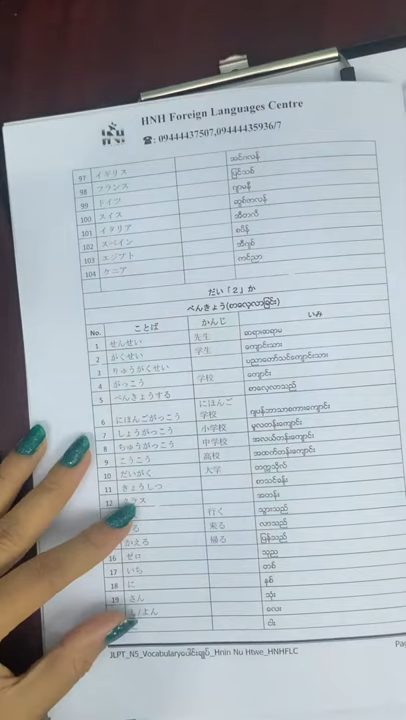 HNH Foreign Languages Centre
☎: 09444437507,09444435936/7
97 イギリス အင်္ဂလန်
98 フランス ပြင်သစ်
99 ドイツ ဂျာမနီ
100 スイス ဆွစ်ဇာလန်
101 イタリア အီတလီ
102 スペイン စပိန်
103 エジプト အီဂျစ်
104 ケニア ကင်ညာ
だい「2」か
べんきょう(စာလေ့လာခြင်း)
No. ことば かんじ いみ
1 せんせい 先生 ဆရာ၊ဆရာမ
2 がくせい 学生 ကျောင်းသား
3 りゅうがくせい ပညာတော်သင်ကျောင်းသား
4 がっこう 学校 ကျောင်း
5 べんきょうする စာလေ့လာသည်
6 にほんごがっこう にほんご学校 ဂျပန်ဘာသာစကားကျောင်း
7 しょうがっこう 小学校 မူလတန်းကျောင်း
8 ちゅうがっこう 中学校 အလယ်တန်းကျောင်း
9 こうこう 高校 အထက်တန်းကျောင်း
10 だいがく 大学 တက္ကသိုလ်
11 きょうしつ စာသင်ခန်း
12 クラス အတန်း
行く သွားသည်
る 来る လာသည်
かえる 帰る ပြန်သည်
16 ゼロ သုည
17 いち တစ်
18 に နှစ်
19 さん သုံး
し/よん လေး
ငါး
JLPT_N5_Vocabularyပေါင်းချုပ်_Hnin Nu Htwe_HNHFLC